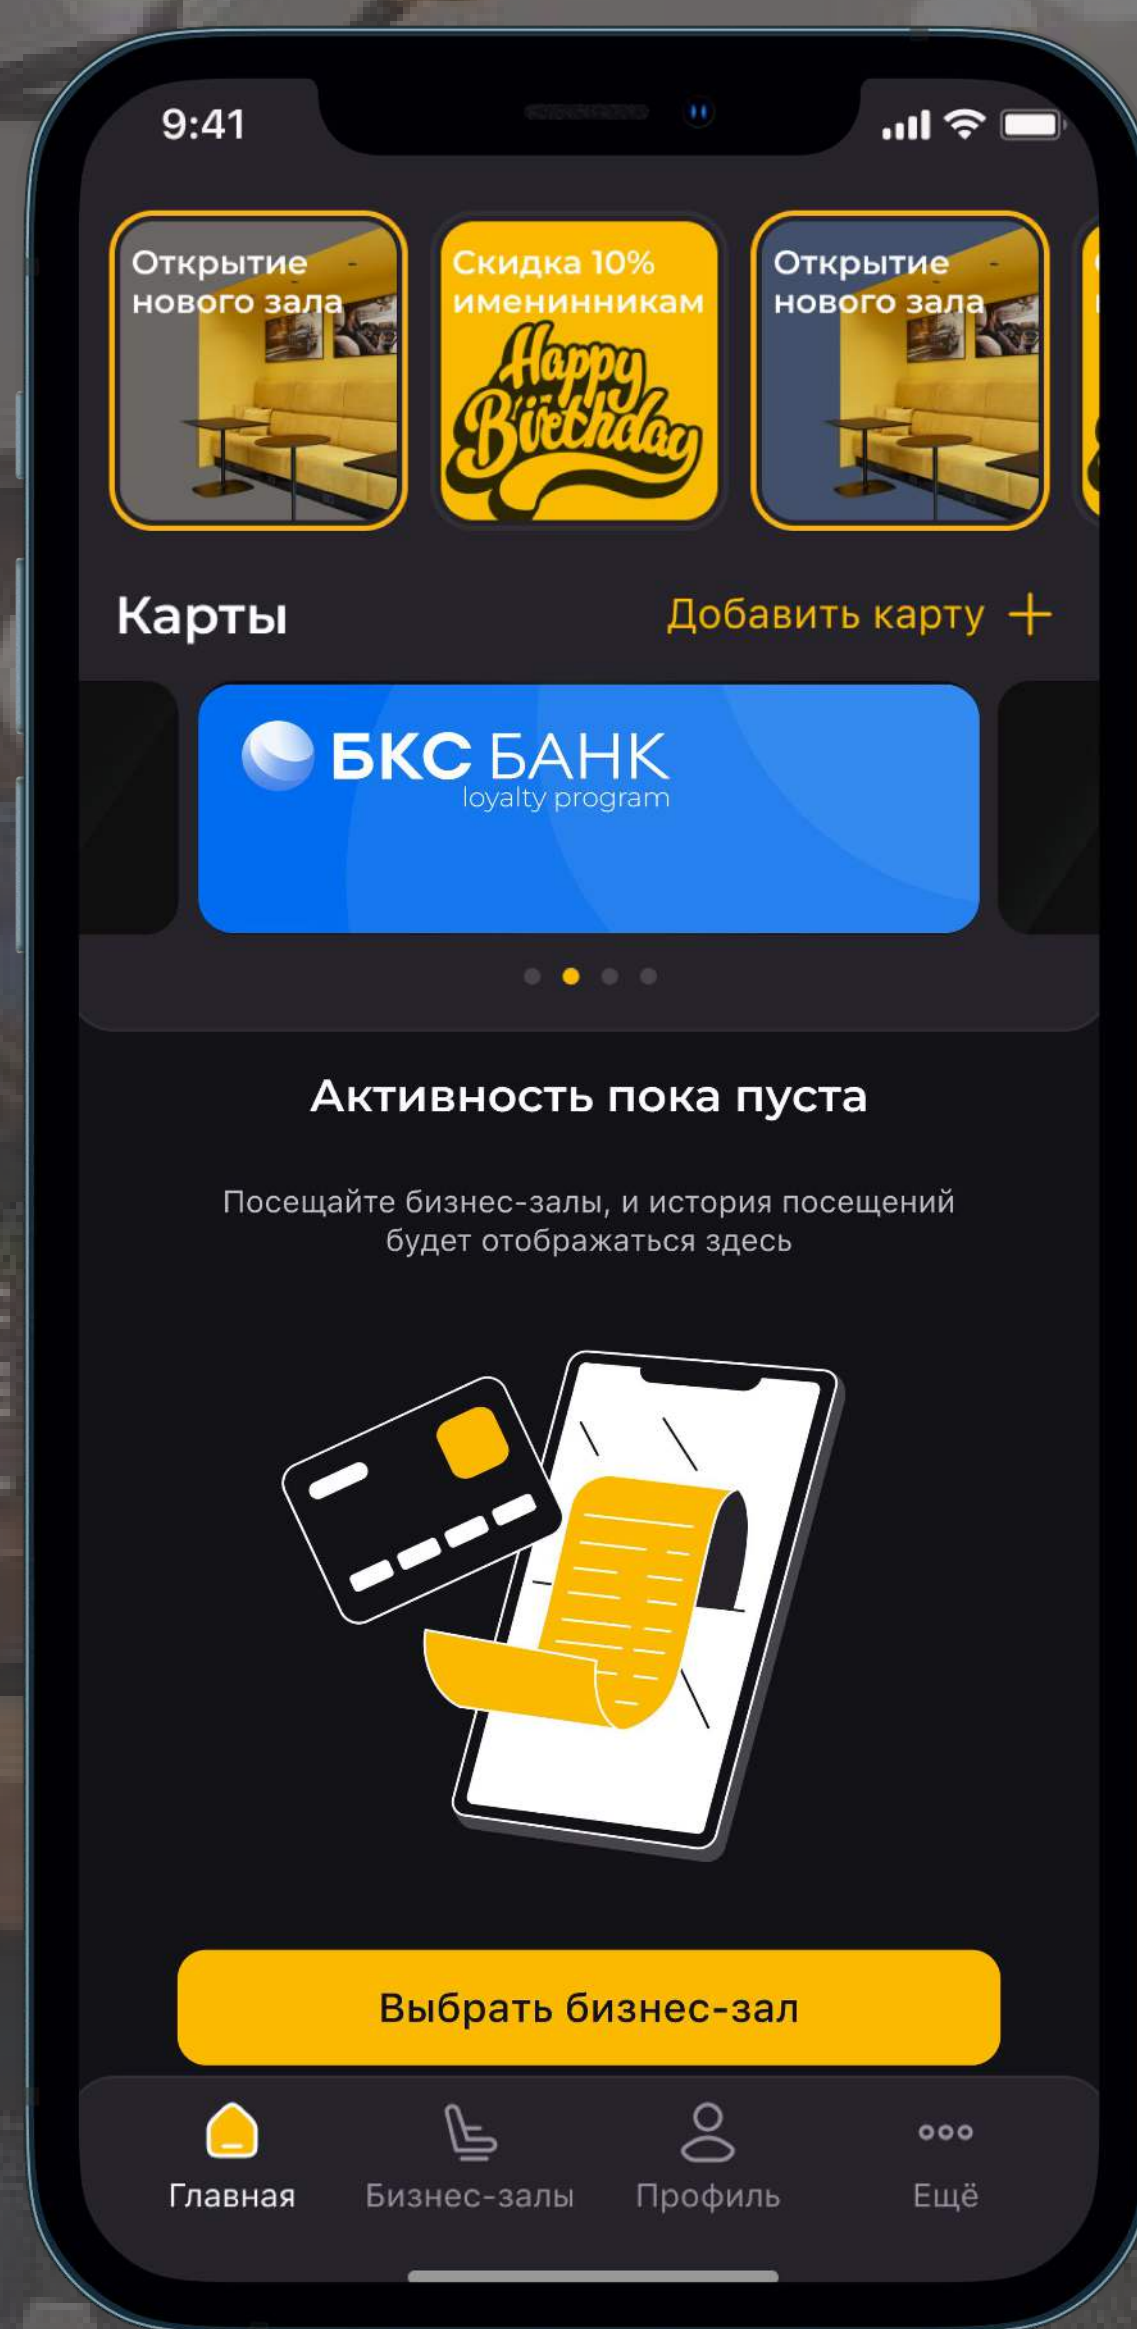 9:41
Открытие
нового зала
Скидка 10%
именинникам
Happy
Birthday
Открытие
нового зала
Карты
Добавить карту +
БКС БАНК
loyalty program
Активность пока пуста
Посещайте бизнес-залы, и история посещений
будет отображаться здесь
Выбрать бизнес-зал
Главная
Бизнес-залы
Профиль
Ещё